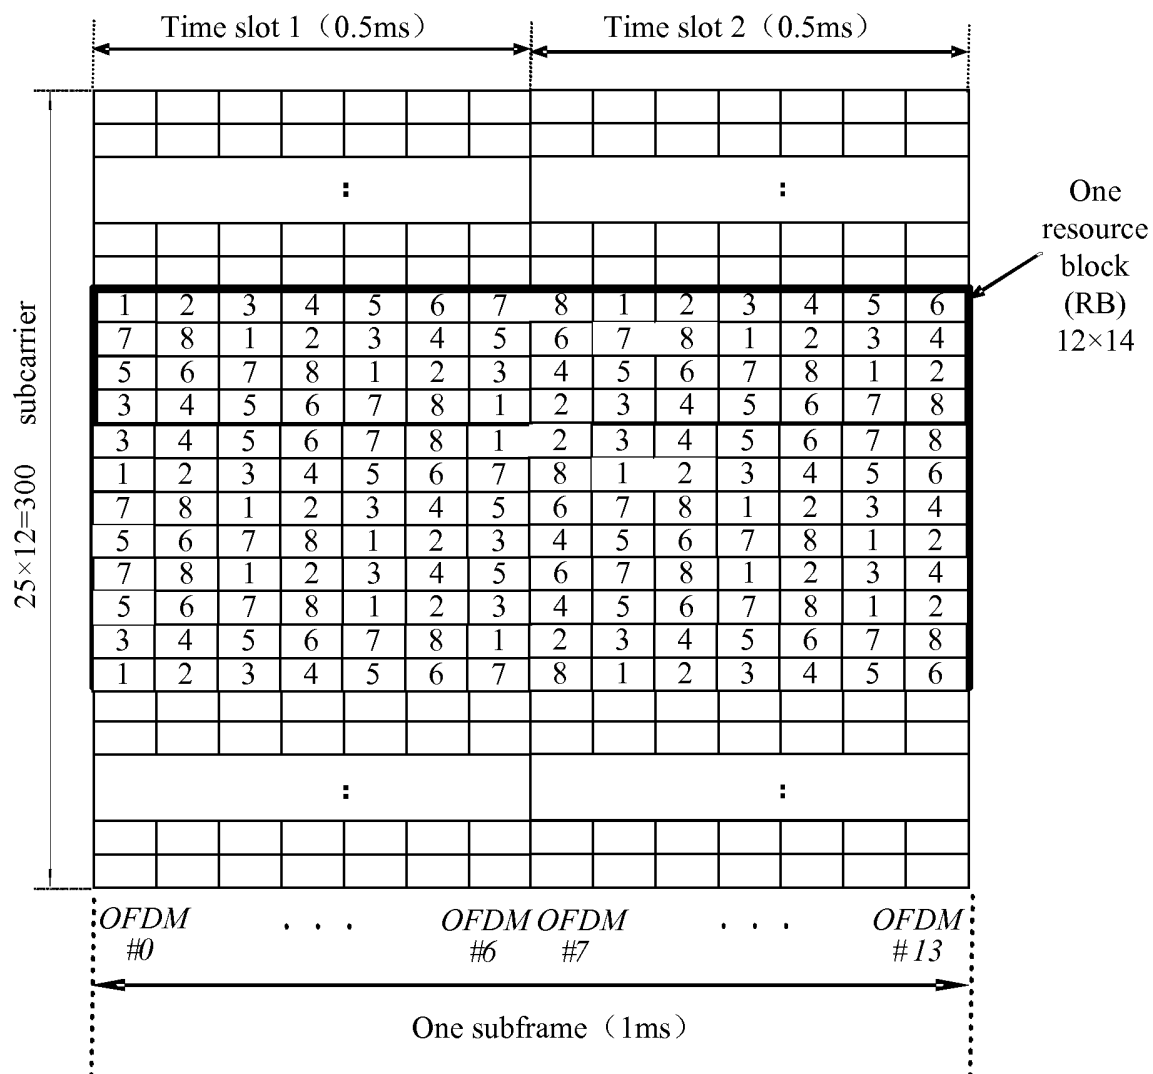 Time slot 1（0.5ms） Time slot 2（0.5ms）
:
:
One
resource
block
(RB)
12×14
25×12=300 subcarrier
1 2 3 4 5 6 7 8 1 2 3 4 5 6
7 8 1 2 3 4 5 6 7 8 1 2 3 4
5 6 7 8 1 2 3 4 5 6 7 8 1 2
3 4 5 6 7 8 1 2 3 4 5 6 7 8
3 4 5 6 7 8 1 2 3 4 5 6 7 8
1 2 3 4 5 6 7 8 1 2 3 4 5 6
7 8 1 2 3 4 5 6 7 8 1 2 3 4
5 6 7 8 1 2 3 4 5 6 7 8 1 2
7 8 1 2 3 4 5 6 7 8 1 2 3 4
5 6 7 8 1 2 3 4 5 6 7 8 1 2
3 4 5 6 7 8 1 2 3 4 5 6 7 8
1 2 3 4 5 6 7 8 1 2 3 4 5 6
:
:
OFDM . . . OFDM OFDM . . . OFDM
#0 #6 #7 #13
One subframe（1ms）